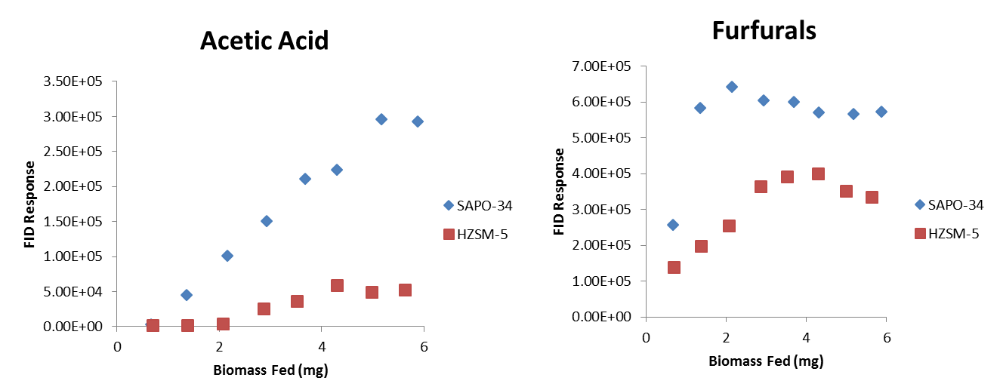 Acetic Acid
FID Response
3.50E+05
3.00E+05
2.50E+05
2.00E+05
1.50E+05
1.00E+05
5.00E+04
0.00E+00
0 2 4 6
Biomass Fed (mg)
SAPO-34
HZSM-5
Furfurals
FID Response
7.00E+05
6.00E+05
5.00E+05
4.00E+05
3.00E+05
2.00E+05
1.00E+05
0.00E+00
0 2 4 6
Biomass Fed (mg)
SAPO-34
HZSM-5